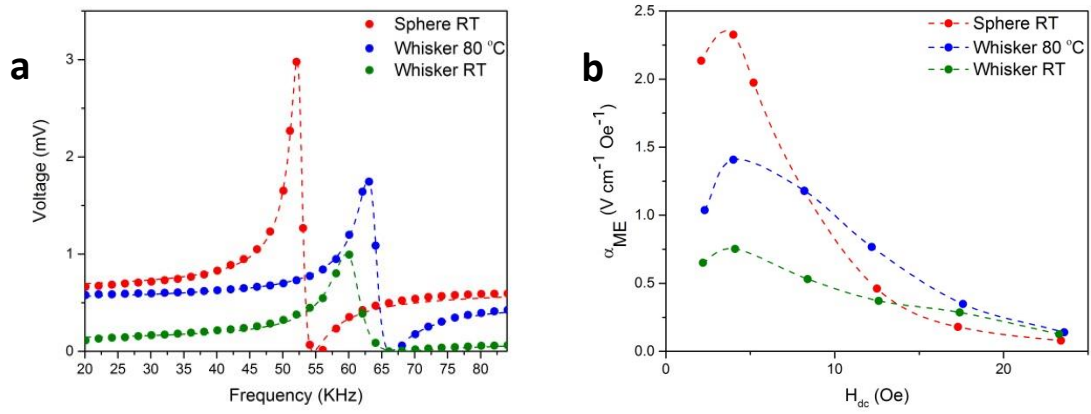 a
Sphere RT
Whisker 80 °C
Whisker RT
Voltage (mV)
3
2
1
0
20 25 30 35 40 45 50 55 60 65 70 75 80
Frequency (KHz)
b
Sphere RT
Whisker 80 °C
Whisker RT
α_ME (V cm⁻¹ Oe⁻¹)
2.5
2.0
1.5
1.0
0.5
0.0
0 10 20
H_dc (Oe)